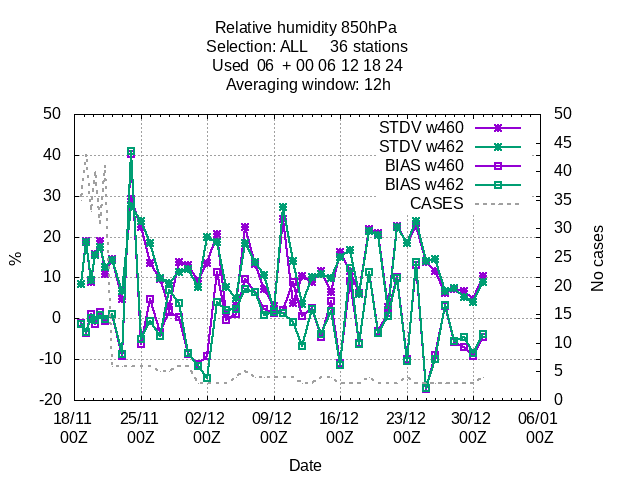 Relative humidity 850hPa
Selection: ALL     36 stations
Used  06  + 00 06 12 18 24
Averaging window: 12h
50
40
30
20
10
0
-10
-20
%
50
45
40
35
30
25
20
15
10
5
0
No cases
STDV w460
STDV w462
BIAS w460
BIAS w462
CASES
18/11 25/11 02/12 09/12 16/12 23/12 30/12 06/01
00Z 00Z 00Z 00Z 00Z 00Z 00Z 00Z
Date